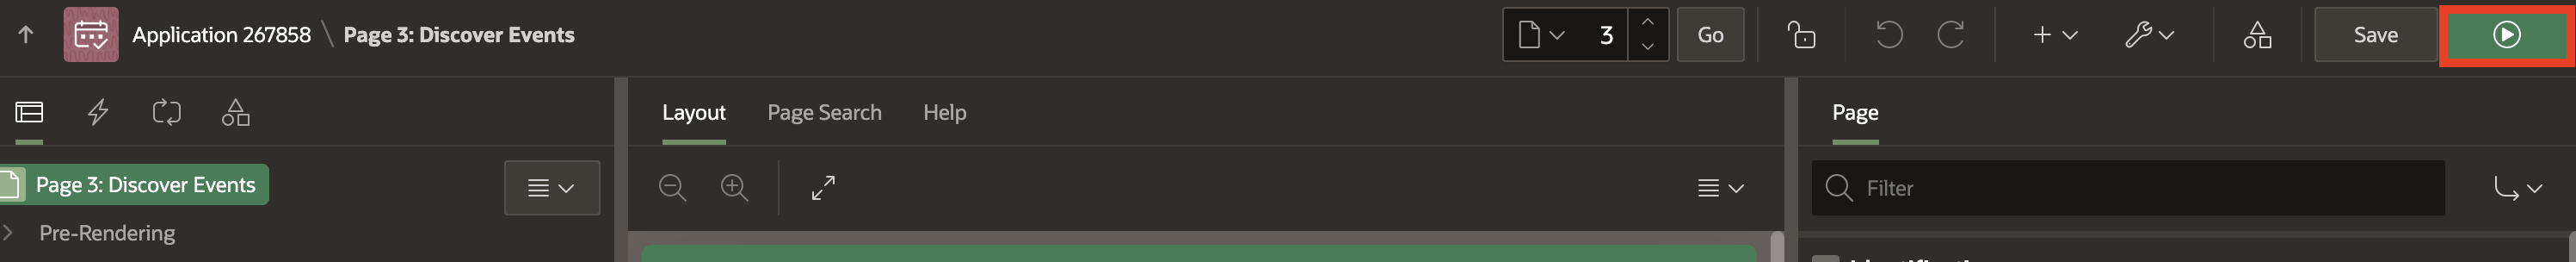 Application 267858 \ Page 3: Discover Events
3
Go
Save
Layout
Page Search
Help
Page
Page 3: Discover Events
Filter
Pre-Rendering